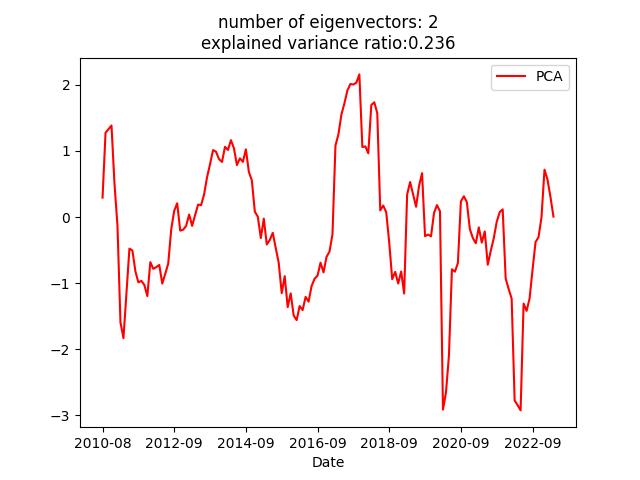 number of eigenvectors: 2
explained variance ratio:0.236
PCA
2
1
0
−1
−2
−3
2010-08 2012-09 2014-09 2016-09 2018-09 2020-09 2022-09
Date